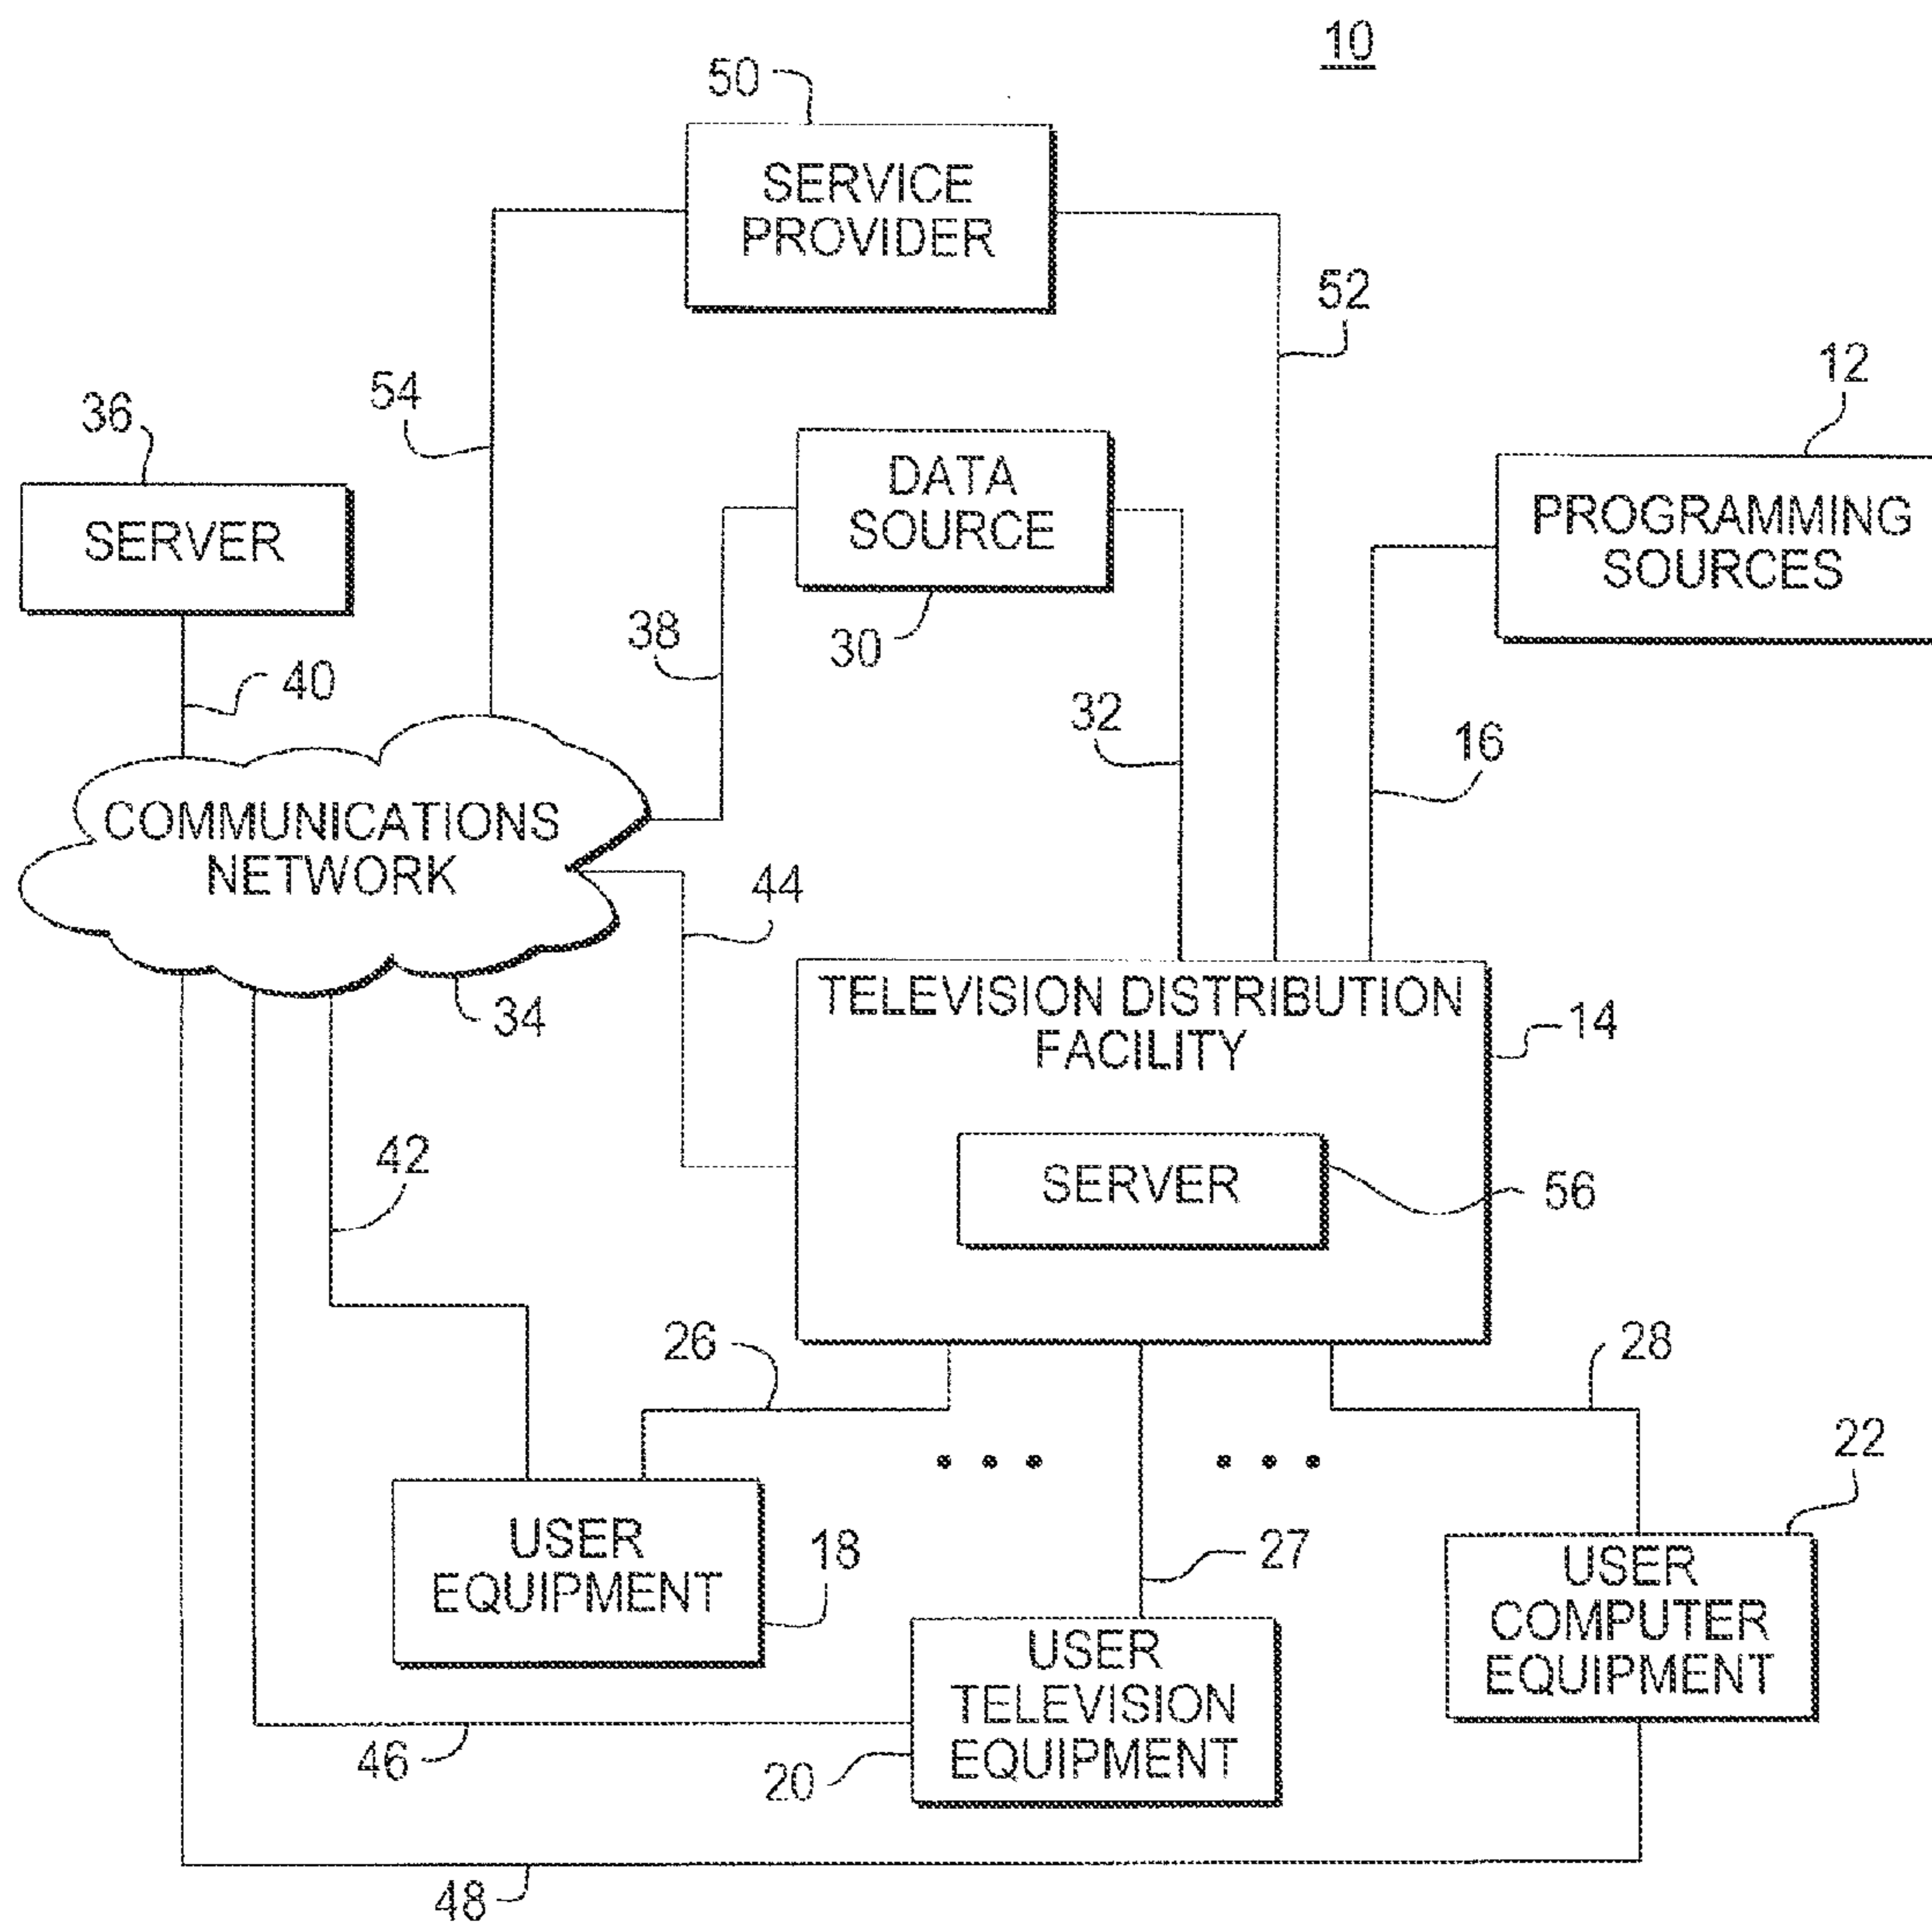 10
50
SERVICE
PROVIDER
52
12
54
36
DATA
SOURCE
PROGRAMMING
SOURCES
SERVER
38
30
40
32
16
COMMUNICATIONS
NETWORK
44
34
TELEVISION DISTRIBUTION
FACILITY
14
42
SERVER
56
26
28
22
USER
EQUIPMENT
18
27
USER
COMPUTER
EQUIPMENT
USER
TELEVISION
EQUIPMENT
46
20
48